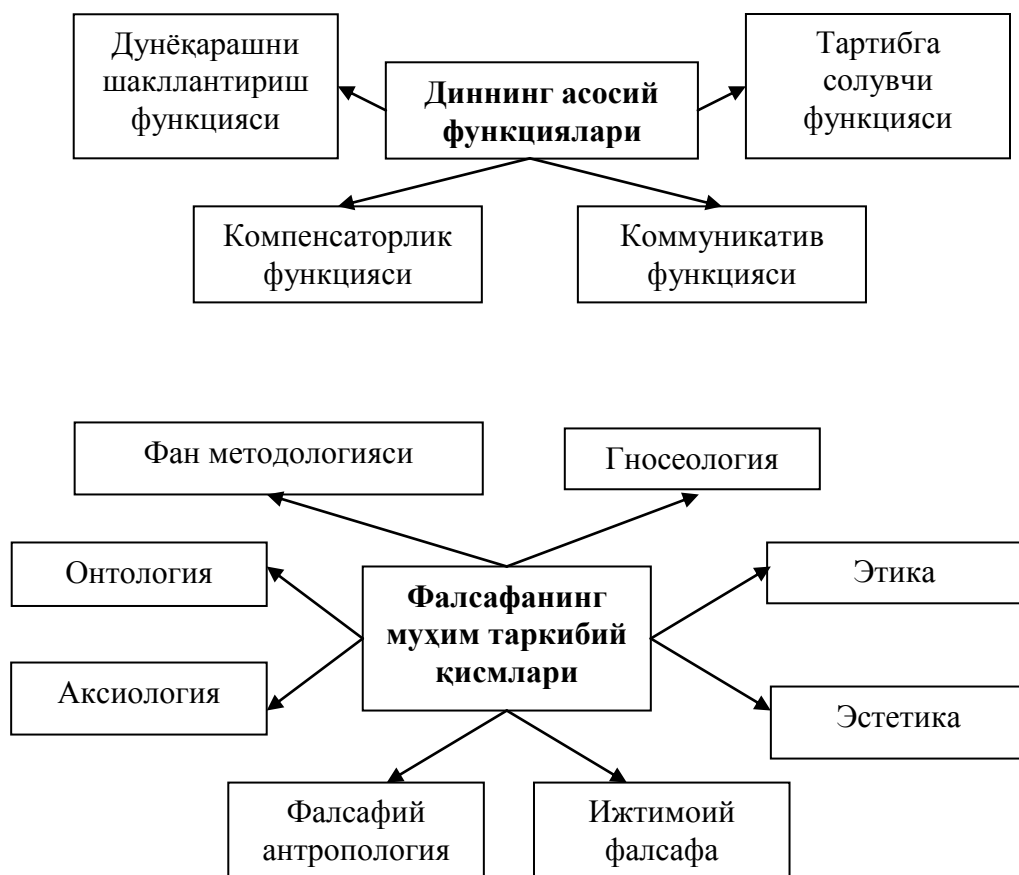 Дунёқарашни
шакллантириш
функцияси
Диннинг асосий
функциялари
Тартибга
солувчи
функцияси
Компенсаторлик
функцияси
Коммуникатив
функцияси
Фан методологияси
Гносеология
Онтология
Фалсафанинг
муҳим таркибий
қисмлари
Этика
Аксиология
Эстетика
Фалсафий
антропология
Ижтимоий
фалсафа